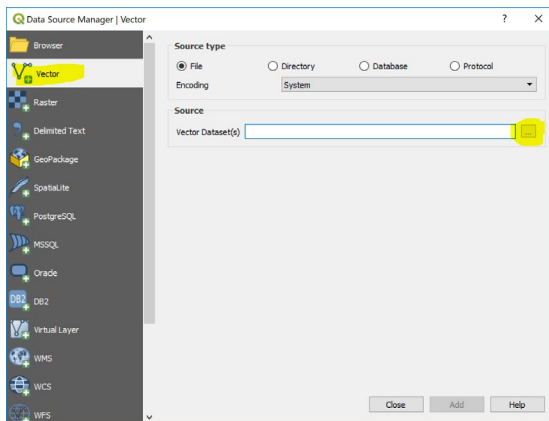 Data Source Manager | Vector
? X
Browser
Vector
Raster
Delimited Text
GeoPackage
SpatiaLite
PostgreSQL
MSSQL
Oracle
DB2 DB2
Virtual Layer
WMS
WCS
WFS
Source type
File Directory Database Protocol
Encoding System
Source
Vector Dataset(s) ...
Close Add Help